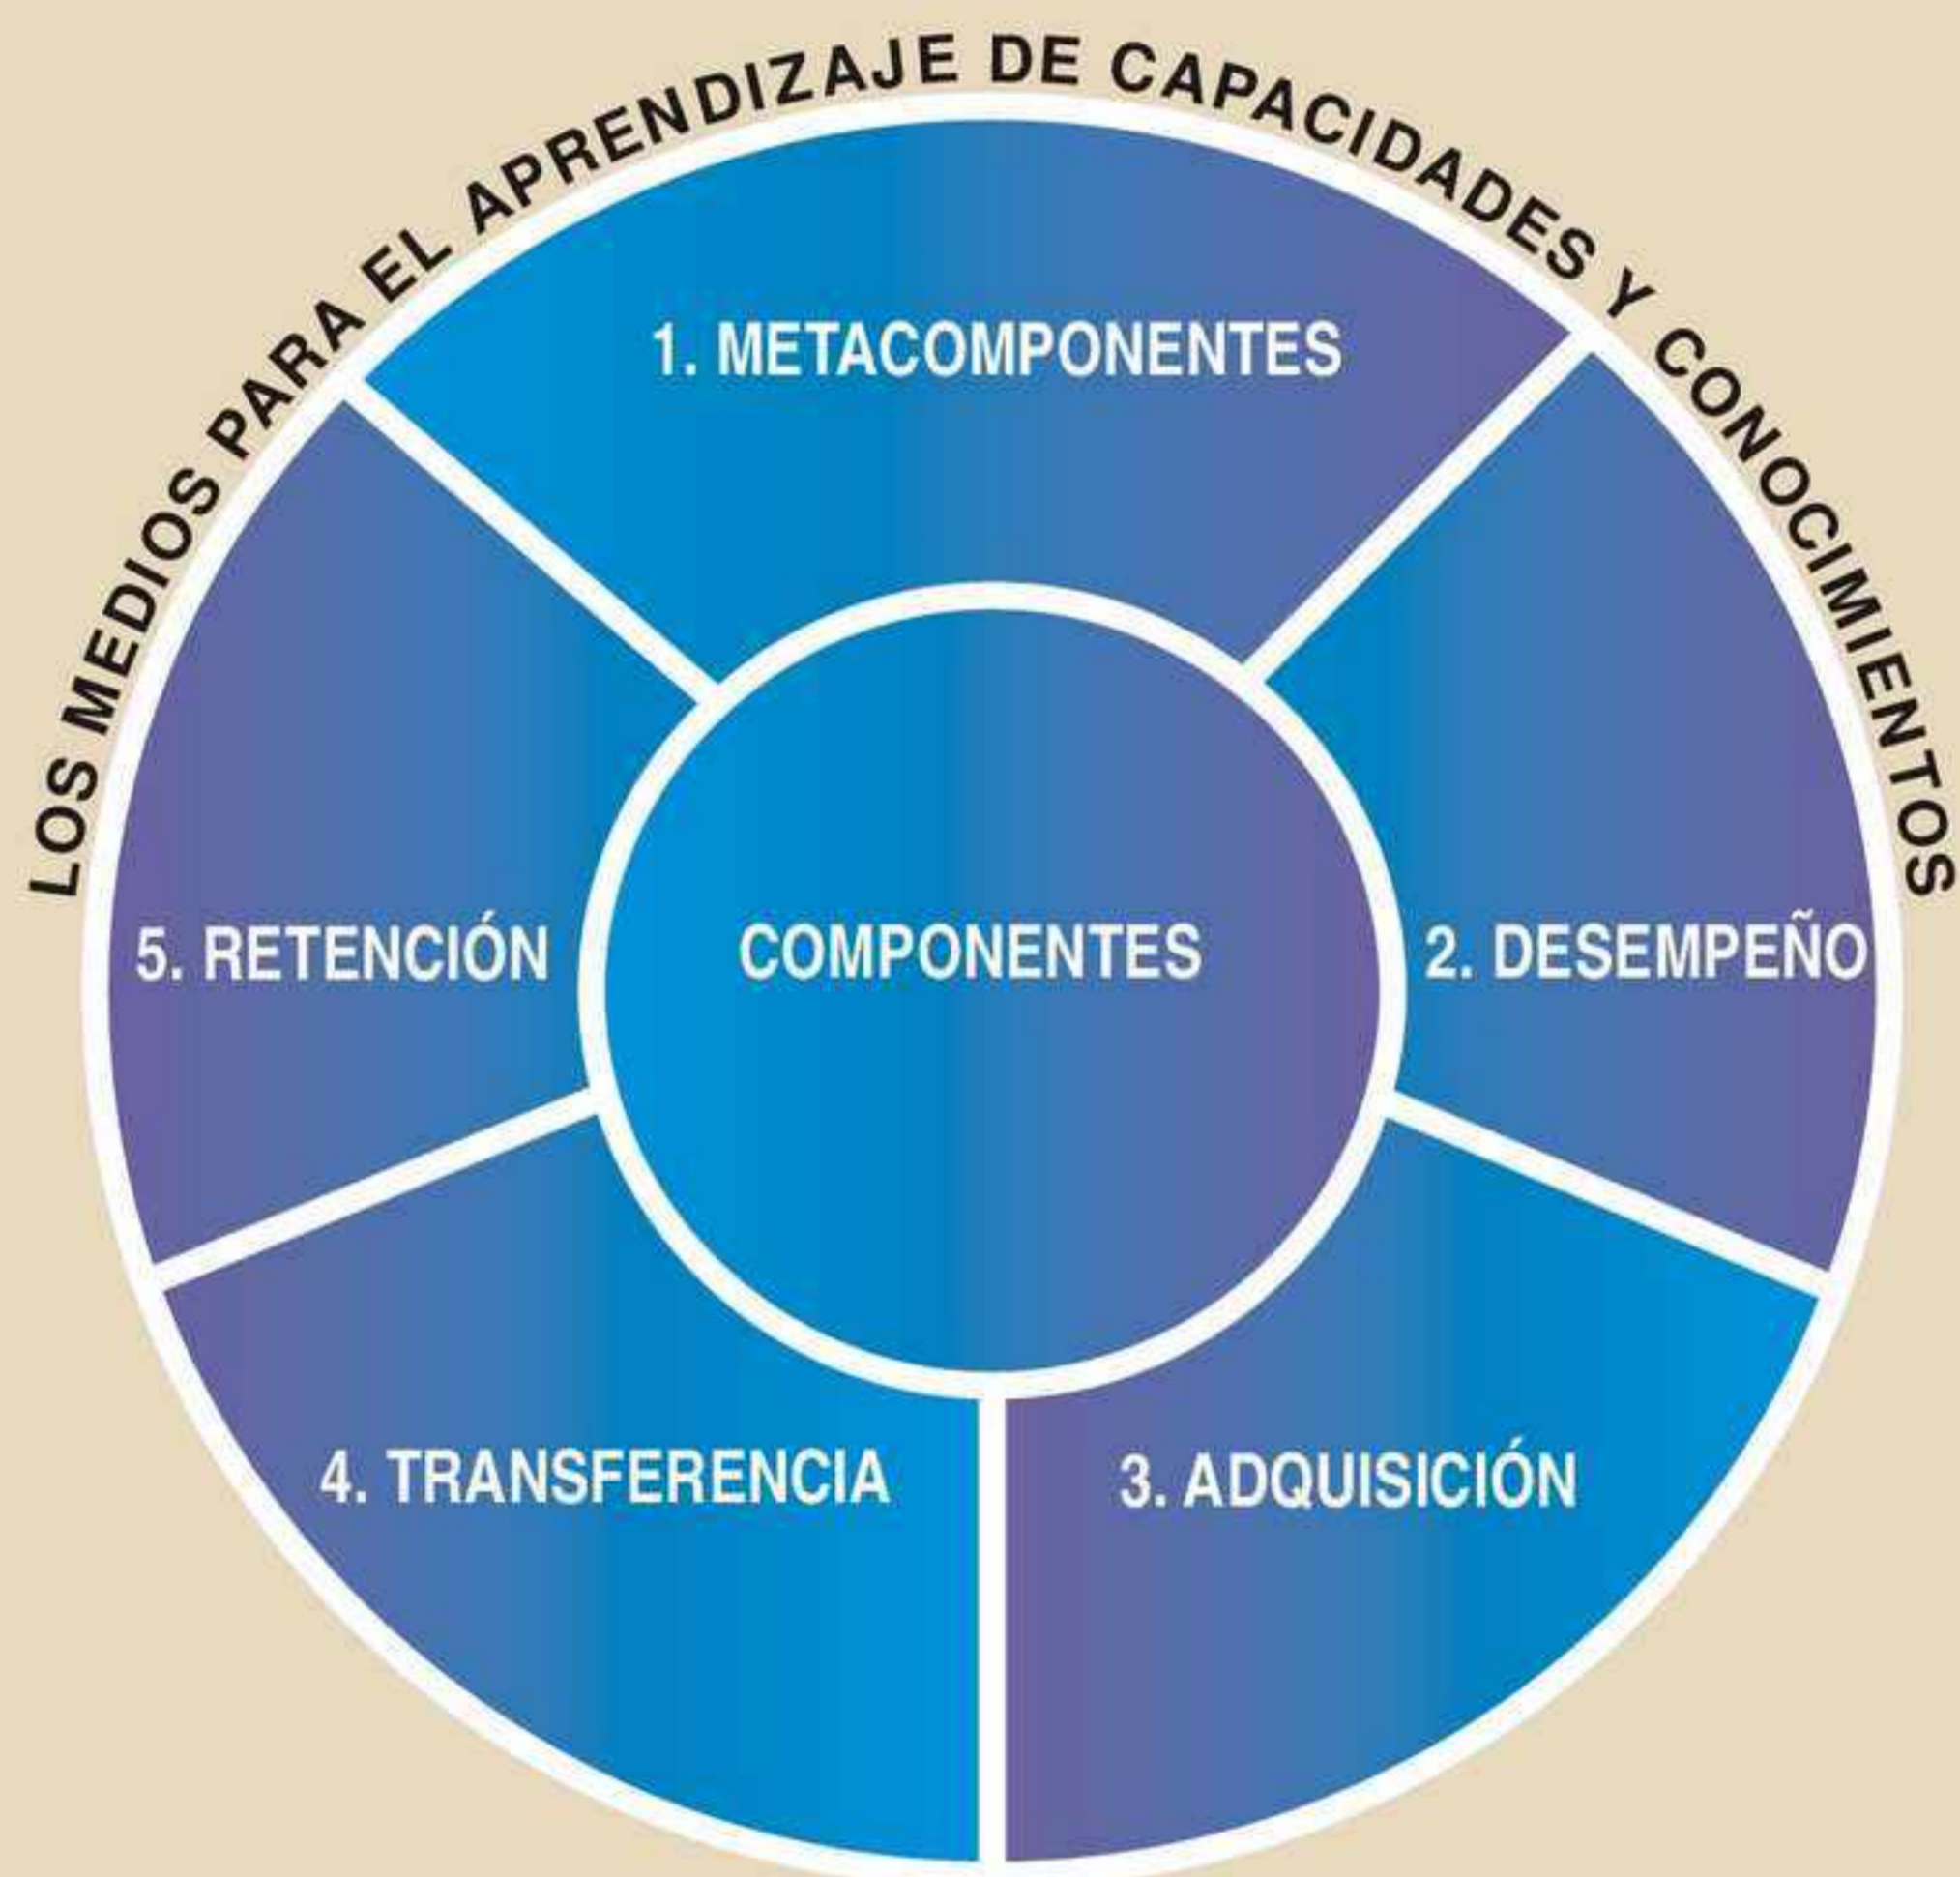 LOS MEDIOS PARA EL APRENDIZAJE DE CAPACIDADES Y CONOCIMIENTOS
1. METACOMPONENTES
2. DESEMPEÑO
3. ADQUISICIÓN
4. TRANSFERENCIA
5. RETENCIÓN
COMPONENTES